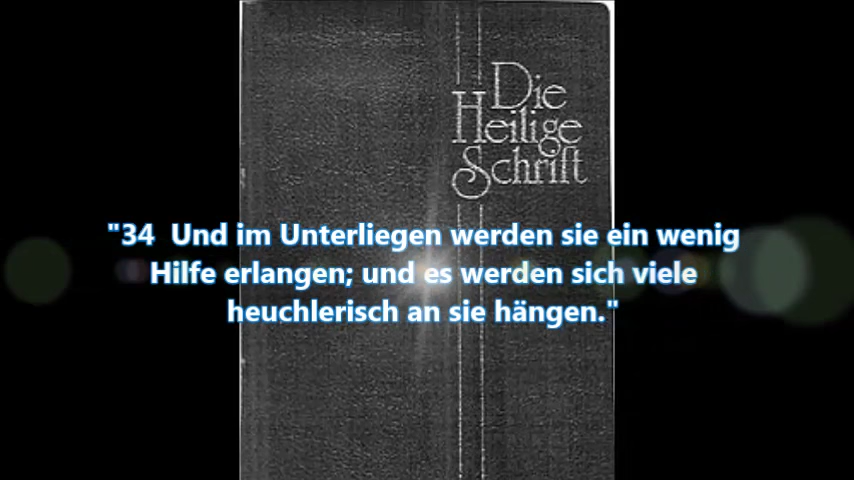 Die
Heilige
Schrift
"34  Und im Unterliegen werden sie ein wenig
Hilfe erlangen; und es werden sich viele
heuchlerisch an sie hängen."